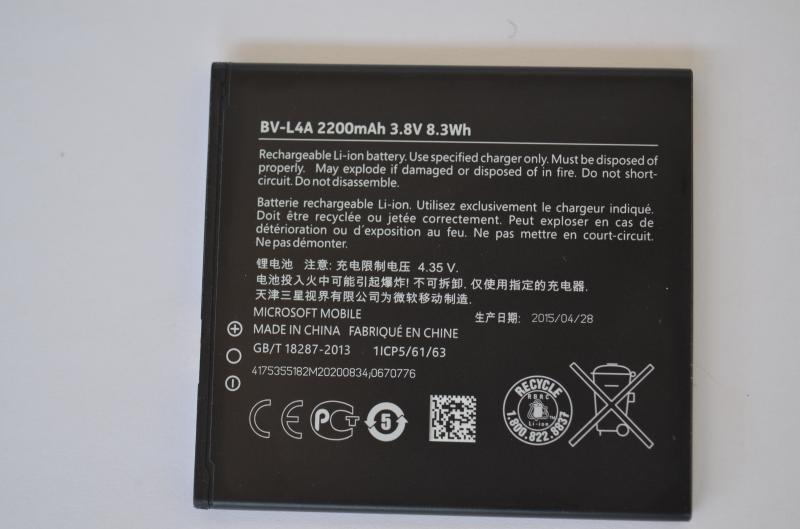 BV-L4A 2200mAh 3.8V 8.3Wh
Rechargeable Li-ion battery. Use specified charger only. Must be disposed of
properly. May explode if damaged or disposed of in fire. Do not short-
circuit. Do not disassemble.
Batterie rechargeable Li-ion. Utilisez exclusivement le chargeur indiqué.
Doit être recyclée ou jetée correctement. Peut exploser en cas de
détérioration ou d´exposition au feu. Ne pas mettre en court-circuit.
Ne pas démonter.
锂电池 注意: 充电限制电压 4.35 V.
电池投入火中可能引起爆炸! 不可拆卸. 仅使用指定的充电器.
天津三星视界有限公司为微软移动制造.
MICROSOFT MOBILE 生产日期: 2015/04/28
MADE IN CHINA FABRIQUÉ EN CHINE
GB/T 18287-2013 1ICP5/61/63
4175355182M20200834;0670776
CE PCT 5
RECYCLE
RBRC
Li-ion
1.800.822.8837